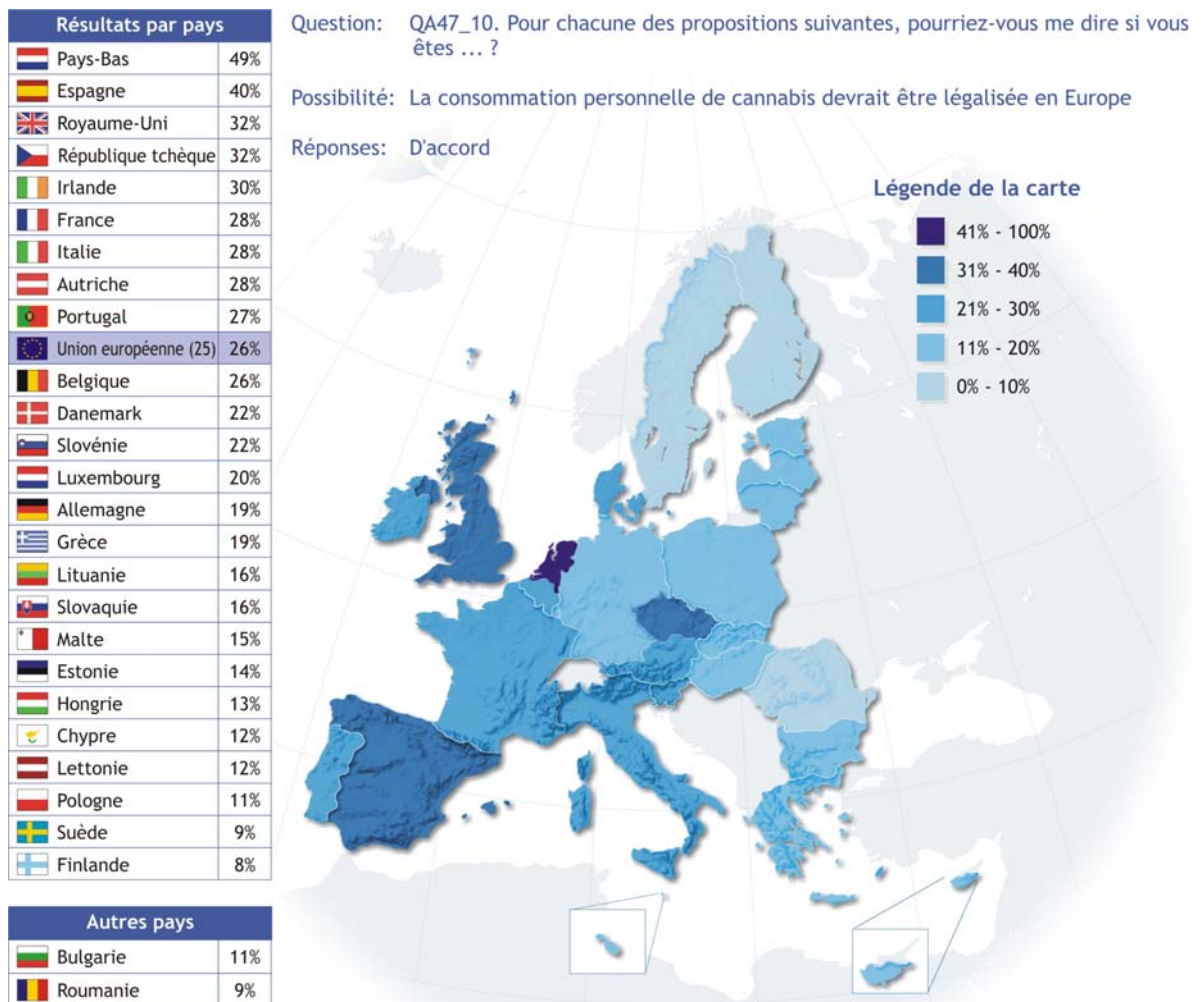 Résultats par pays
Pays-Bas 49%
Espagne 40%
Royaume-Uni 32%
République tchèque 32%
Irlande 30%
France 28%
Italie 28%
Autriche 28%
Portugal 27%
Union européenne (25) 26%
Belgique 26%
Danemark 22%
Slovénie 22%
Luxembourg 20%
Allemagne 19%
Grèce 19%
Lituanie 16%
Slovaquie 16%
Malte 15%
Estonie 14%
Hongrie 13%
Chypre 12%
Lettonie 12%
Pologne 11%
Suède 9%
Finlande 8%
Autres pays
Bulgarie 11%
Roumanie 9%
Question: QA47_10. Pour chacune des propositions suivantes, pourriez-vous me dire si vous
êtes ... ?
Possibilité: La consommation personnelle de cannabis devrait être légalisée en Europe
Réponses: D'accord
Légende de la carte
41% - 100%
31% - 40%
21% - 30%
11% - 20%
0% - 10%